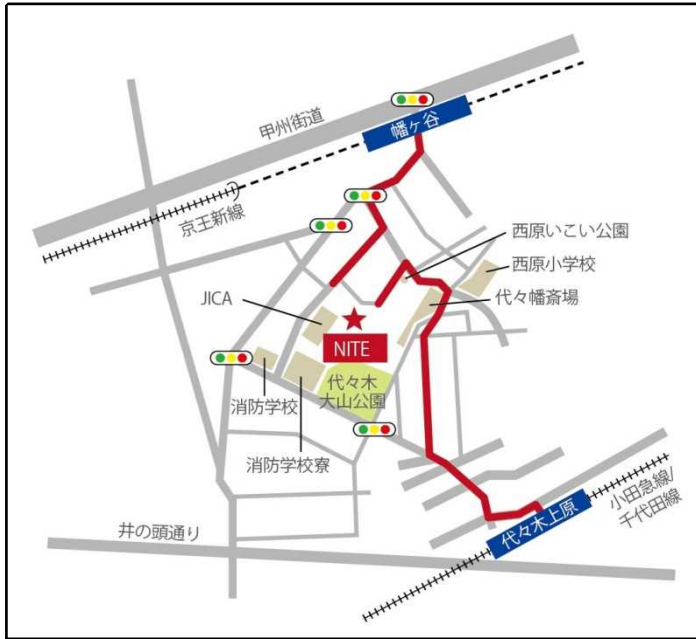 甲州街道
幡ヶ谷
京王新線
西原いこい公園
西原小学校
代々幡斎場
JICA
NITE
代々木
大山公園
消防学校
消防学校寮
井の頭通り
代々木上原
小田急線/
千代田線